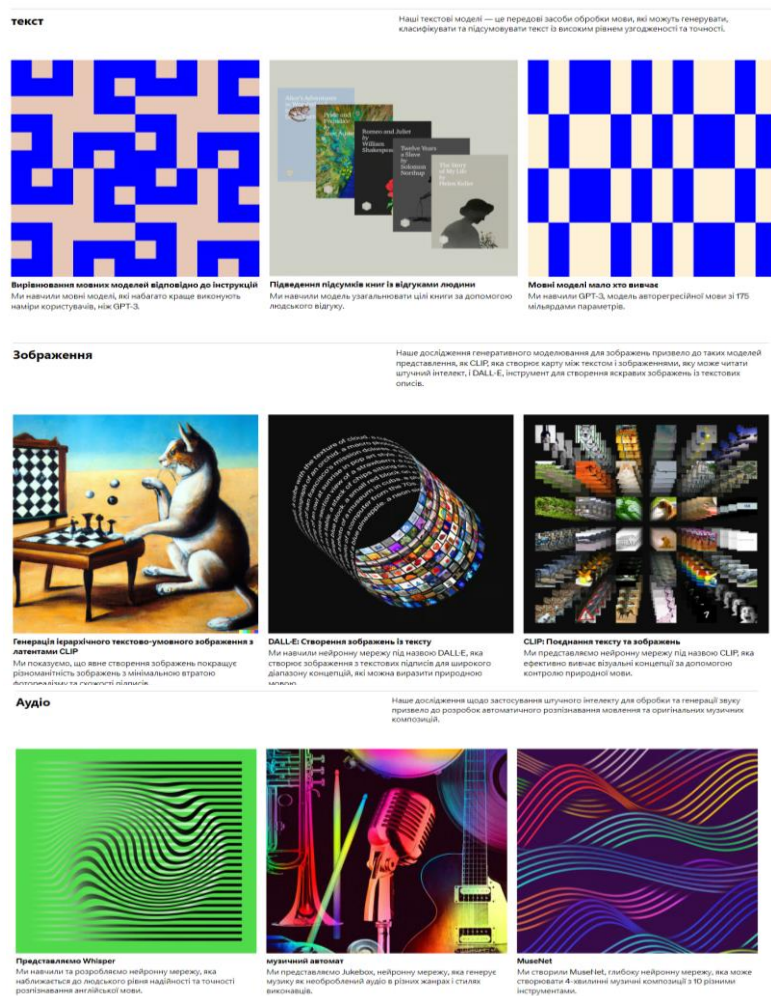 текст
Наші текстові моделі — це передові засоби обробки мови, які можуть генерувати,
класифікувати та підсумовувати текст із високим рівнем узгодженості та точності.
Pride and
Prejudice
by
Jane Austen
Romeo and Juliet
by
William
Shakespeare
Twelve Years
a Slave
by
Solomon
Northup
The Story
of My Life
by
Helen Keller
Вирівнювання мовних моделей відповідно до інструкцій
Ми навчили мовні моделі, які набагато краще виконують
наміри користувачів, ніж GPT-3.
Підведення підсумків книг із відгуками людини
Ми навчили модель узагальнювати цілі книги за допомогою
людського відгуку.
Мовні моделі мало хто вивчає
Ми навчили GPT-3, модель авторегресійної мови зі 175
мільярдами параметрів.
Зображення
Наше дослідження генеративного моделювання для зображень призвело до таких моделей
представлення, як CLIP, яка створює карту між текстом і зображеннями, яку може читати
штучний інтелект, і DALL-E, інструмент для створення яскравих зображень із текстових
описів.
Генерація ієрархічного текстово-умовного зображення з
латентами CLIP
Ми показуємо, що явне створення зображень покращує
різноманітність зображень з мінімальною втратою
фотореалізму та схожості підписів.
DALL·E: Створення зображень із тексту
Ми навчили нейронну мережу під назвою DALL·E, яка
створює зображення з текстових підписів для широкого
діапазону концепцій, які можна виразити природною
мовою.
CLIP: Поєднання тексту та зображень
Ми представляємо нейронну мережу під назвою CLIP, яка
ефективно вивчає візуальні концепції за допомогою
контролю природної мови.
Аудіо
Наше дослідження щодо застосування штучного інтелекту для обробки та генерації звуку
призвело до розробок автоматичного розпізнавання мовлення та оригінальних музичних
композицій.
Представляємо Whisper
Ми навчили та розробляємо нейронну мережу, яка
наближається до людського рівня надійності та точності
розпізнавання англійської мови.
музичний автомат
Ми представляємо Jukebox, нейронну мережу, яка генерує
музику як необроблений аудіо в різних жанрах і стилях
виконавців.
MuseNet
Ми створили MuseNet, глибоку нейронну мережу, яка може
створювати 4-хвилинні музичні композиції з 10 різними
інструментами.